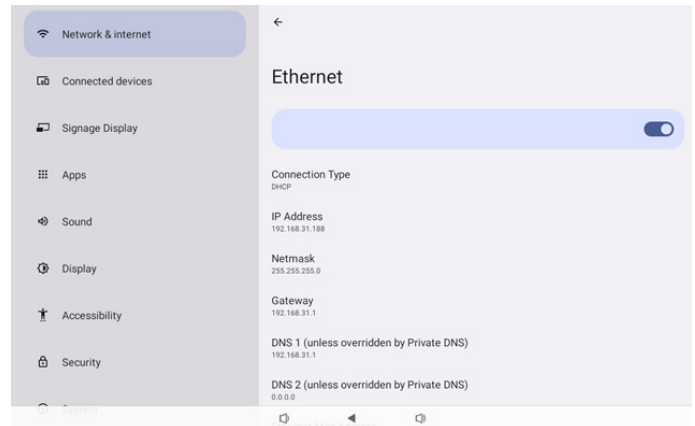 Network & internet
Connected devices
Signage Display
Apps
Sound
Display
Accessibility
Security
System
Ethernet
Connection Type
DHCP
IP Address
192.168.31.188
Netmask
255.255.255.0
Gateway
192.168.31.1
DNS 1 (unless overridden by Private DNS)
192.168.31.1
DNS 2 (unless overridden by Private DNS)
0.0.0.0